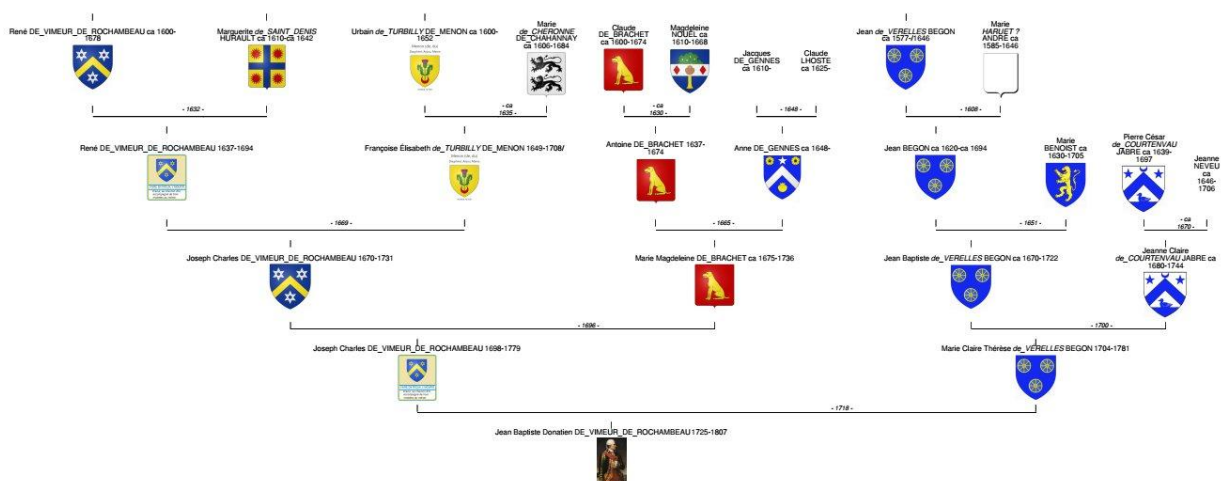 René DE_VIMEUR_DE_ROCHAMBEAU ca 1600-
1678
Marguerite de_SAINT_DENIS
HURAULT ca 1610-ca 1642
Urbain de_TURBILLY DE_MENON ca 1600-
1652
Marie
de_CHERONNE
DE_CHAHANNAY
ca 1606-1684
Claude
DE_BRACHET
ca 1600-1674
Magdeleine
NOUEL ca
1610-1668
Jacques
DE_GENNES
ca 1610-
Claude
LHOSTE
ca 1625-
Jean de_VERELLES BEGON
ca 1577-/1646
Marie
HARUET ?
ANDRÉ ca
1585-1646
- 1632 -
- ca
1635 -
- ca
1630 -
- 1648 -
- 1608 -
René DE_VIMEUR_DE_ROCHAMBEAU 1637-1694
Françoise Élisabeth de_TURBILLY DE_MENON 1649-1708/
Antoine DE_BRACHET 1637-
1674
Anne DE_GENNES ca 1648-
Jean BEGON ca 1620-ca 1694
Marie
BENOIST ca
1630-1705
Pierre César
de_COURTENVAU
JABRE ca 1639-
1697
Jeanne
NEVEU
ca
1646-
1706
- 1669 -
- 1665 -
- 1651 -
- ca
1670 -
Joseph Charles DE_VIMEUR_DE_ROCHAMBEAU 1670-1731
Marie Magdeleine DE_BRACHET ca 1675-1736
Jean Baptiste de_VERELLES BEGON ca 1670-1722
Jeanne Claire
de_COURTENVAU JABRE ca
1680-1744
- 1696 -
- 1700 -
Joseph Charles DE_VIMEUR_DE_ROCHAMBEAU 1698-1779
Marie Claire Thérèse de_VERELLES BEGON 1704-1781
- 1718 -
Jean Baptiste Donatien DE_VIMEUR_DE_ROCHAMBEAU 1725-1807